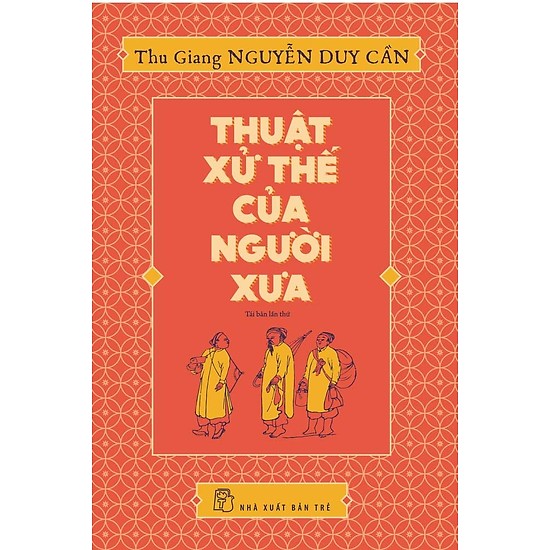 Thu Giang NGUYỄN DUY CẦN
THUẬT
XỬ THẾ
CỦA
NGƯỜI
XƯA
Tái bản lần thứ
NHÀ XUẤT BẢN TRẺ